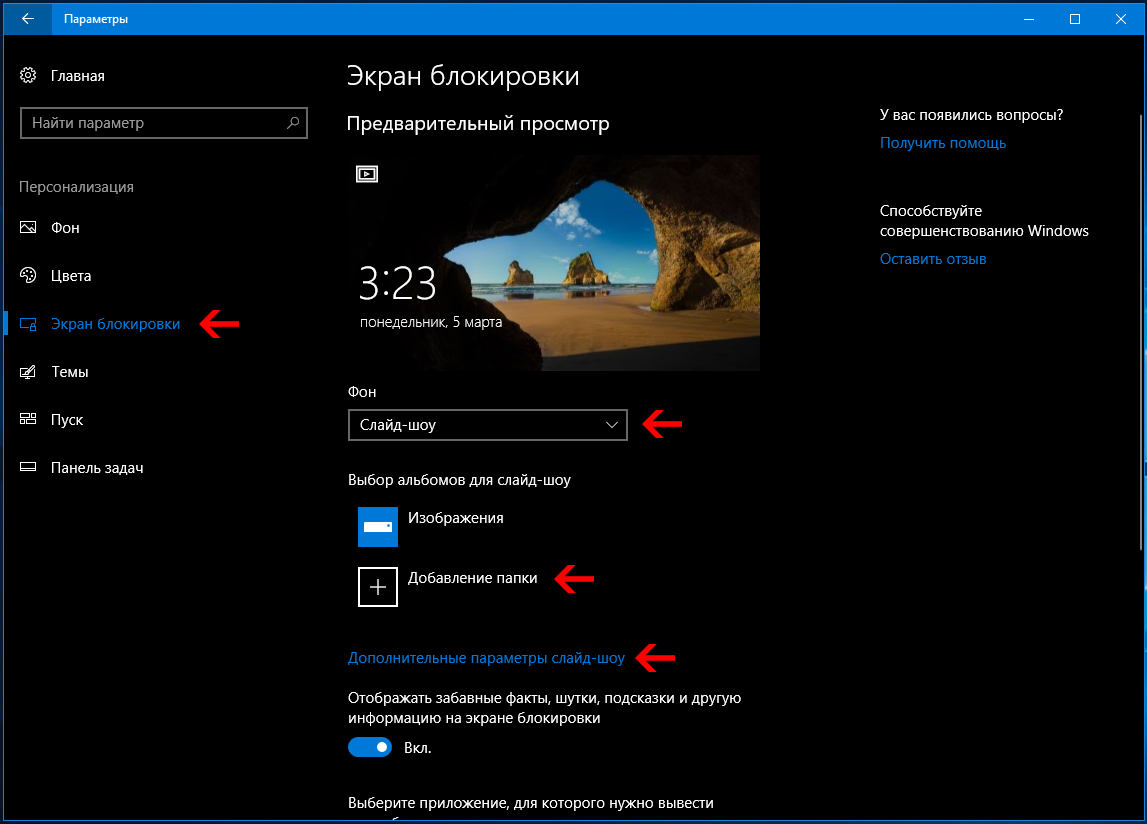 Параметры
Главная
Найти параметр
Персонализация
Фон
Цвета
Экран блокировки
Темы
Пуск
Панель задач
Экран блокировки
Предварительный просмотр
3:23
понедельник, 5 марта
Фон
Слайд-шоу
Выбор альбомов для слайд-шоу
Изображения
Добавление папки
Дополнительные параметры слайд-шоу
Отображать забавные факты, шутки, подсказки и другую
информацию на экране блокировки
Вкл.
Выберите приложение, для которого нужно вывести
У вас появились вопросы?
Получить помощь
Способствуйте
совершенствованию Windows
Оставить отзыв